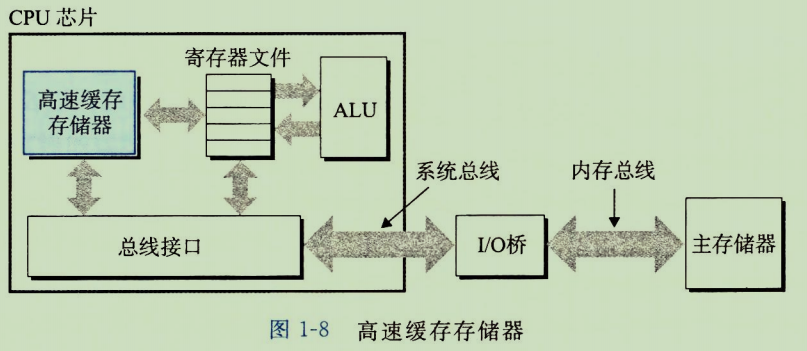 CPU 芯片
寄存器文件
高速缓存
存储器
ALU
系统总线
内存总线
总线接口
I/O桥
主存储器
图 1-8 高速缓存存储器